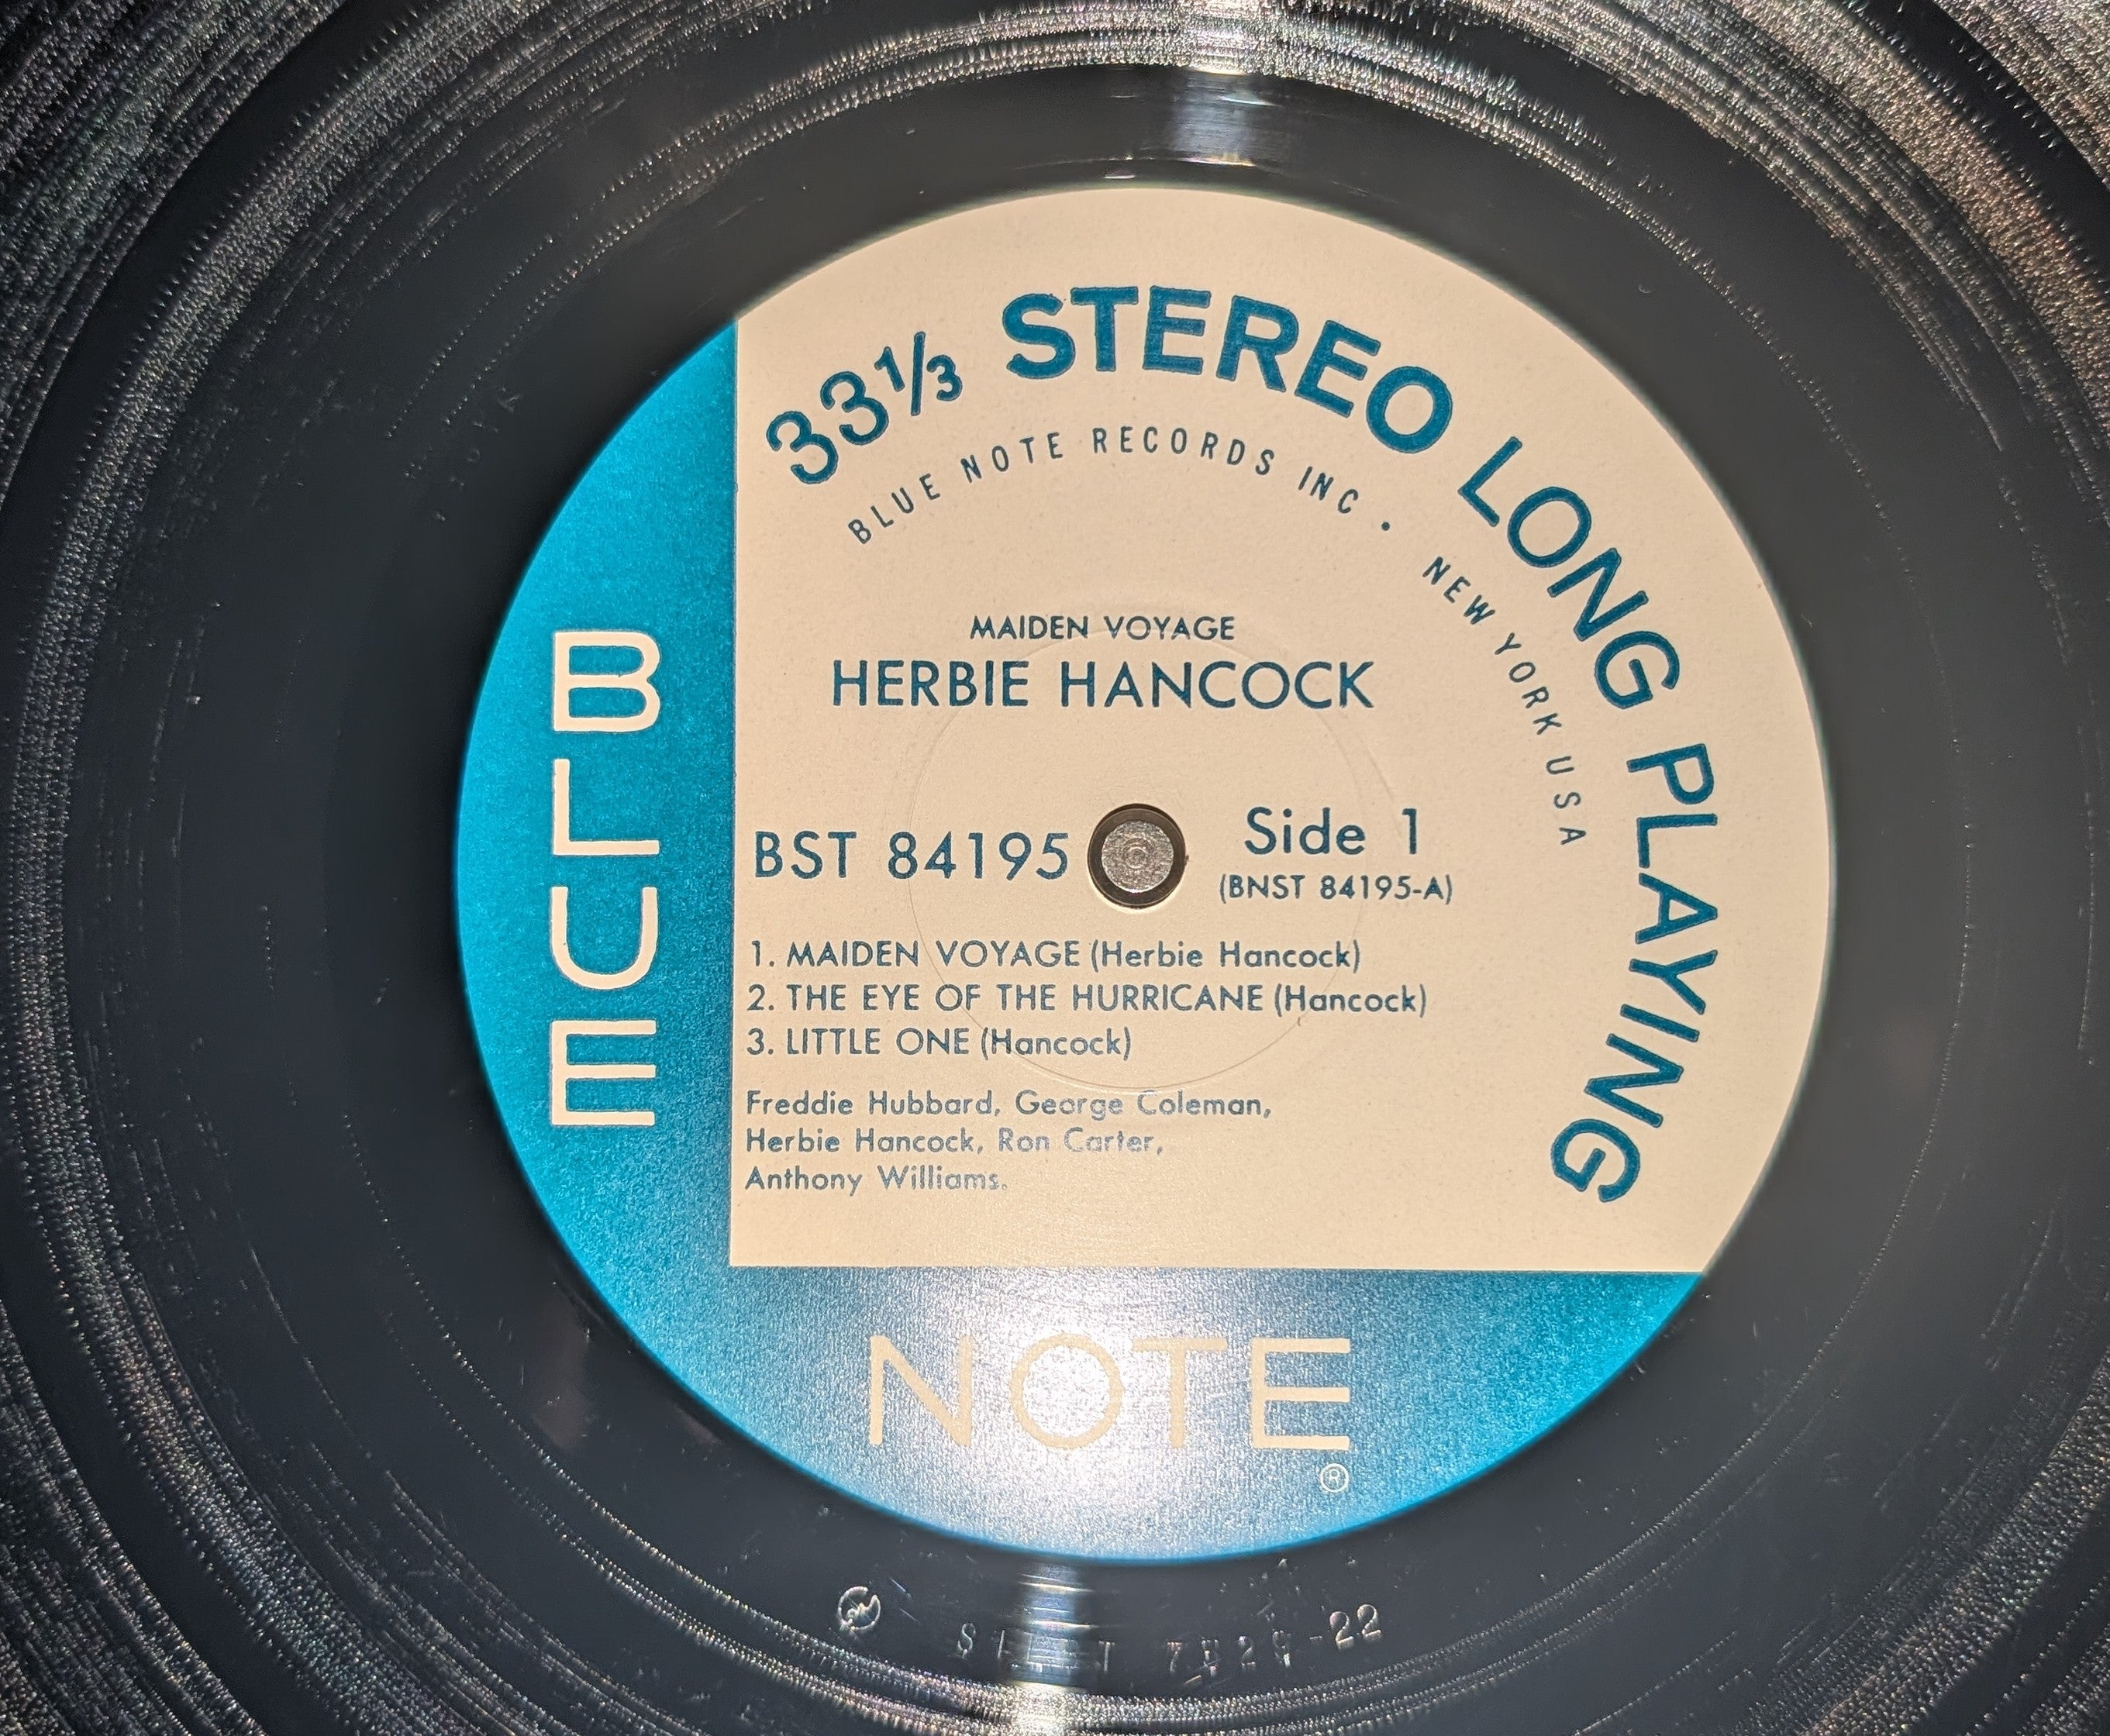 33⅓ STEREO LONG PLAYING
BLUE NOTE RECORDS INC • NEW YORK USA
MAIDEN VOYAGE
HERBIE HANCOCK
BST 84195
Side 1
(BNST 84195-A)
1. MAIDEN VOYAGE (Herbie Hancock)
2. THE EYE OF THE HURRICANE (Hancock)
3. LITTLE ONE (Hancock)
Freddie Hubbard, George Coleman,
Herbie Hancock, Ron Carter,
Anthony Williams.
BLUE
NOTE
®
22